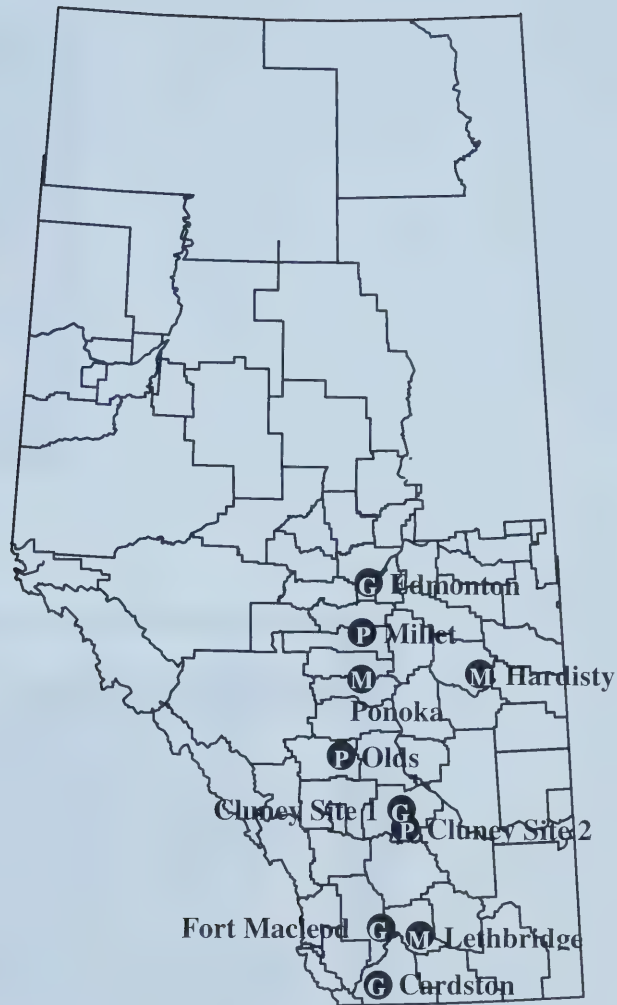 G Edmonton
P Millet
M Hardisty
M
Ponoka
P Olds
Cluney Site 1 G
P Cluney Site 2
Fort Macleod G
M Lethbridge
G Cardston